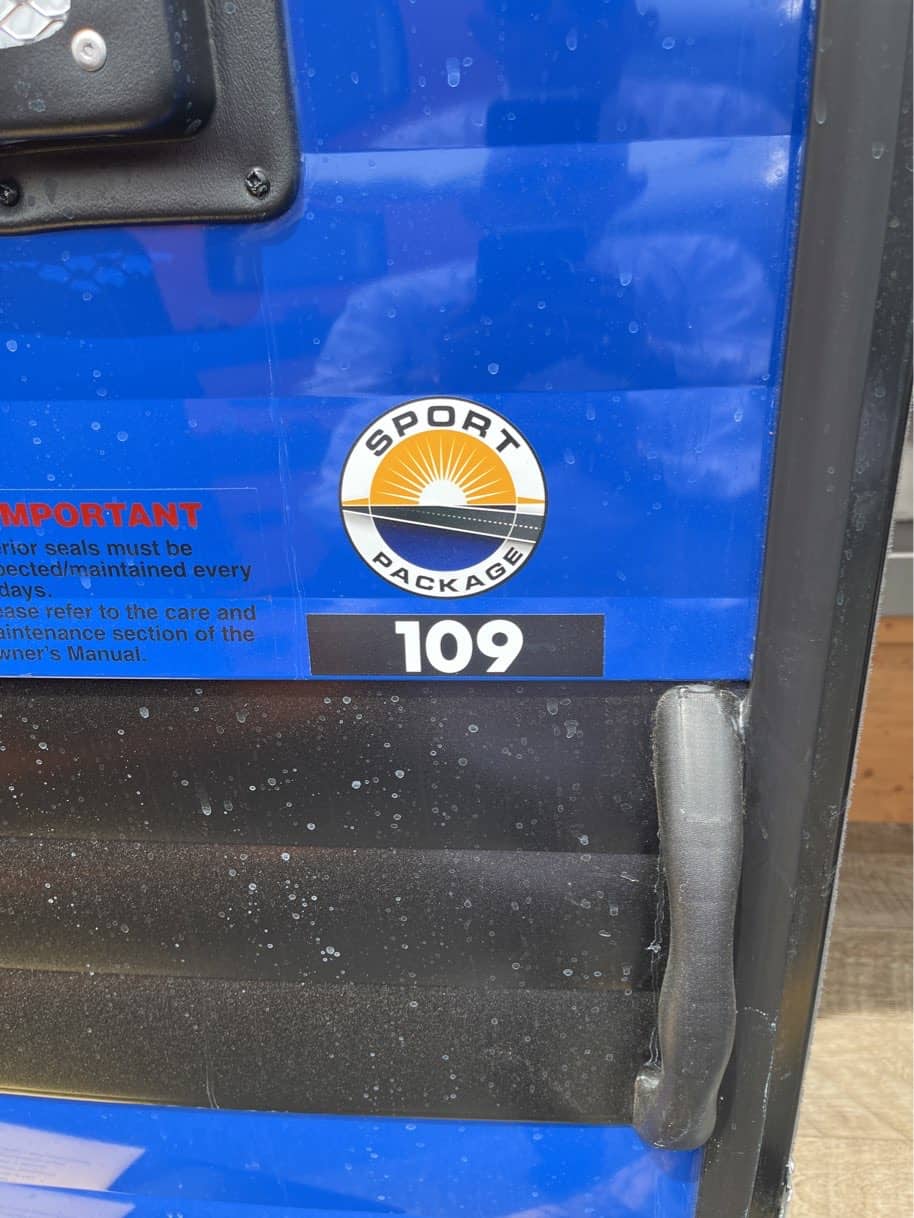 SPORT
PACKAGE
109
MPORTANT
rior seals must be
pected/maintained every
days.
ease refer to the care and
aintenance section of the
wner's Manual.